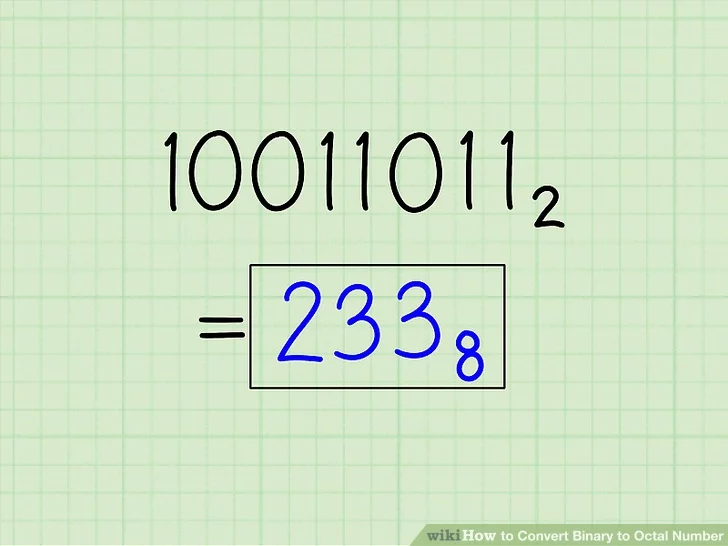 10011011₂
= 233₈
wikiHow to Convert Binary to Octal Number